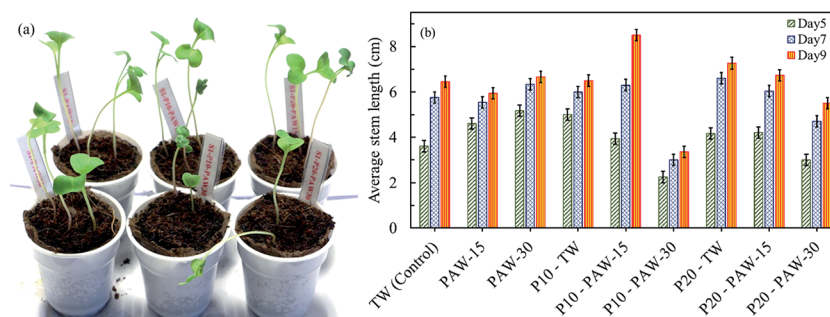 (a)
(b)
Day5
Day7
Day9
Average stem length (cm)
8
6
4
2
0
TW (Control)
PAW-15
PAW-30
P10 - TW
P10 - PAW-15
P10 - PAW-30
P20 - TW
P20 - PAW-15
P20 - PAW-30